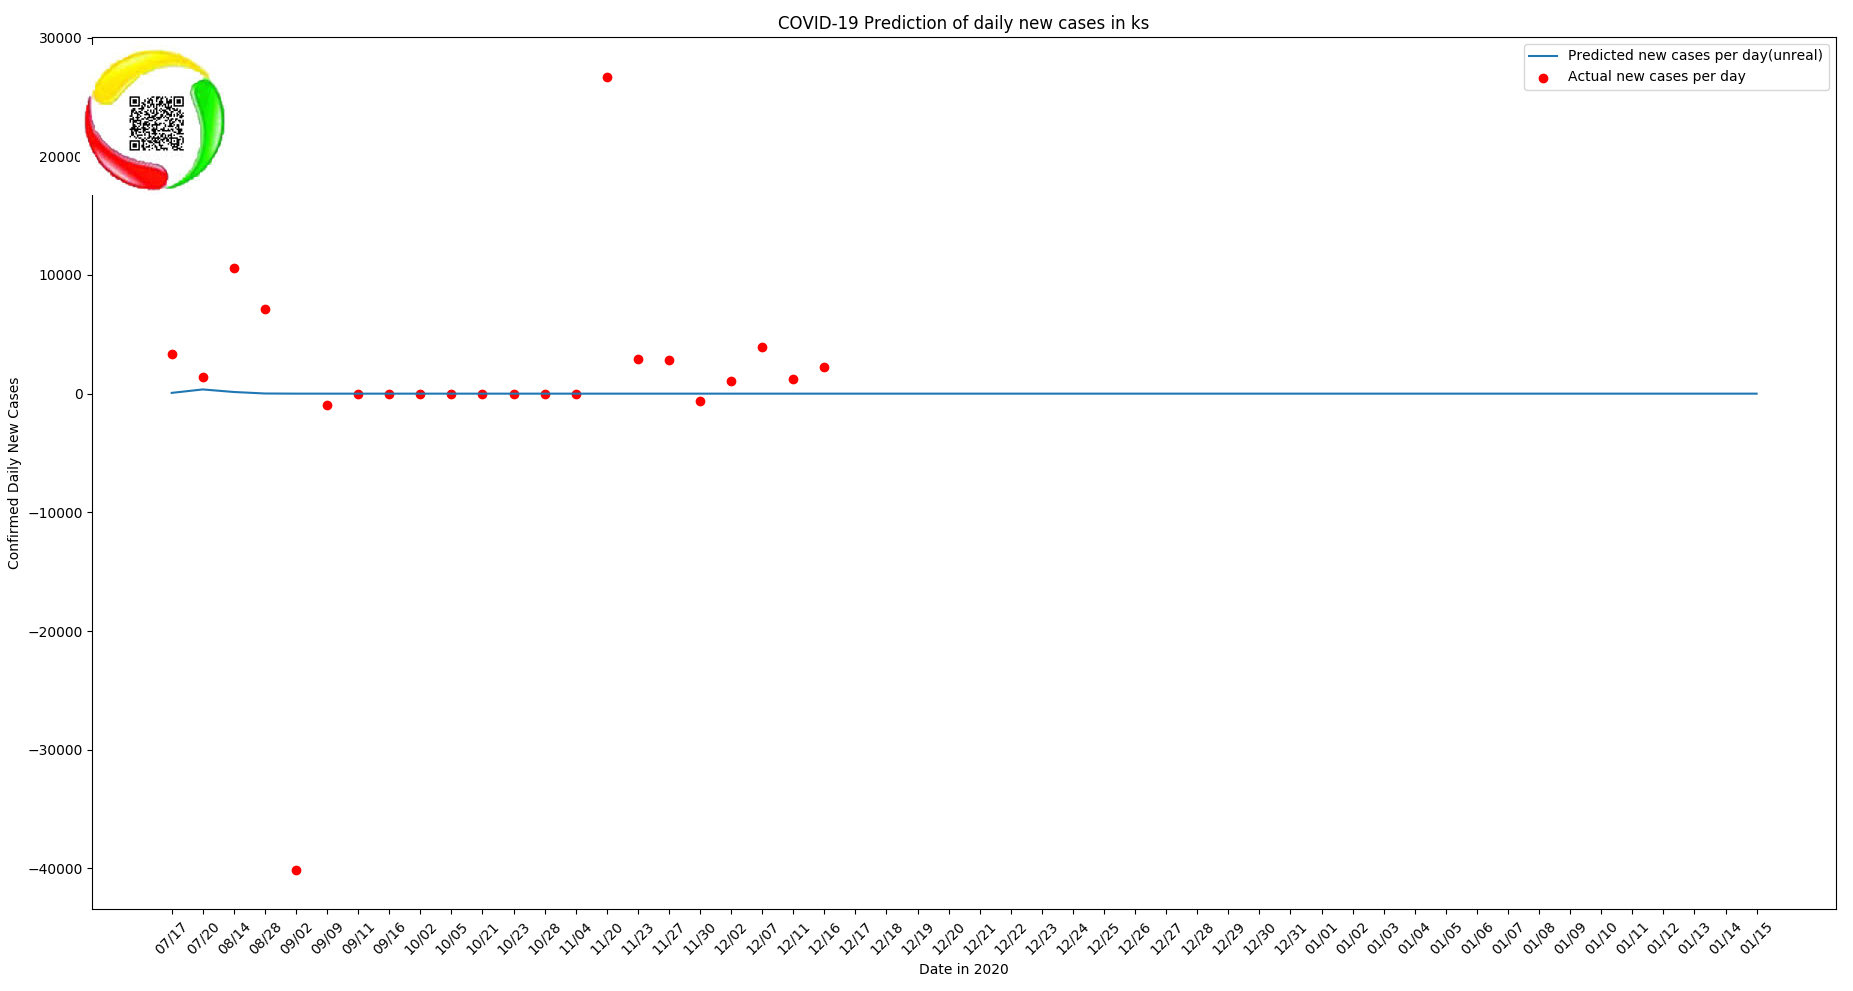 COVID-19 Prediction of daily new cases in ks
Predicted new cases per day(unreal)
Actual new cases per day
Confirmed Daily New Cases
30000
20000
10000
0
−10000
−20000
−30000
−40000
07/17 07/20 08/14 08/28 09/02 09/09 09/11 09/16 10/02 10/05 10/21 10/23 10/28 11/04 11/20 11/23 11/27 11/30 12/02 12/07 12/11 12/16 12/17 12/18 12/19 12/20 12/21 12/22 12/23 12/24 12/25 12/26 12/27 12/28 12/29 12/30 12/31 01/01 01/02 01/03 01/04 01/05 01/06 01/07 01/08 01/09 01/10 01/11 01/12 01/13 01/14 01/15
Date in 2020